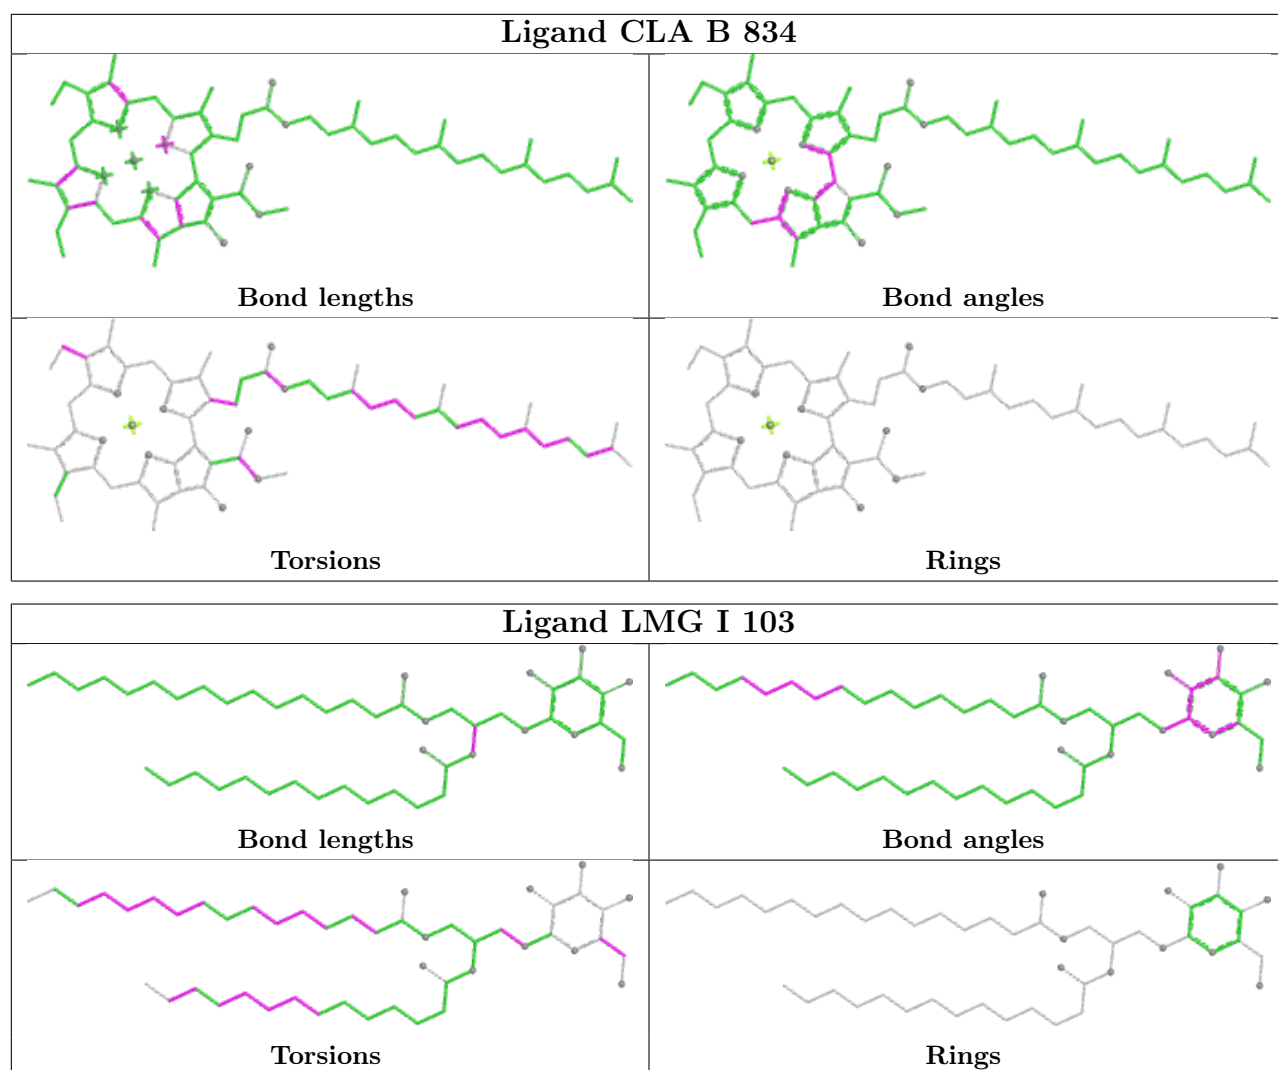 Ligand CLA B 834
Bond lengths
Bond angles
Torsions
Rings
Ligand LMG I 103
Bond lengths
Bond angles
Torsions
Rings